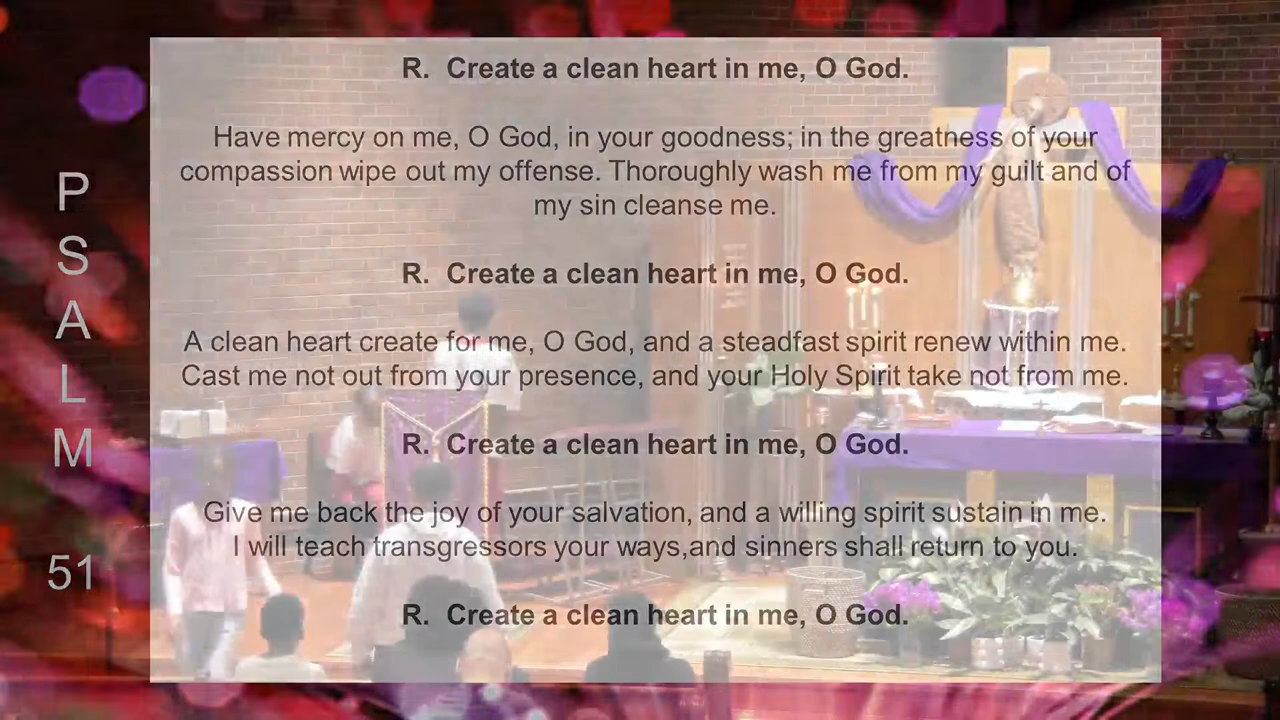 P
S
A
L
M
51
R. Create a clean heart in me, O God.
Have mercy on me, O God, in your goodness; in the greatness of your
compassion wipe out my offense. Thoroughly wash me from my guilt and of
my sin cleanse me.
R. Create a clean heart in me, O God.
A clean heart create for me, O God, and a steadfast spirit renew within me.
Cast me not out from your presence, and your Holy Spirit take not from me.
R. Create a clean heart in me, O God.
Give me back the joy of your salvation, and a willing spirit sustain in me.
I will teach transgressors your ways,and sinners shall return to you.
R. Create a clean heart in me, O God.